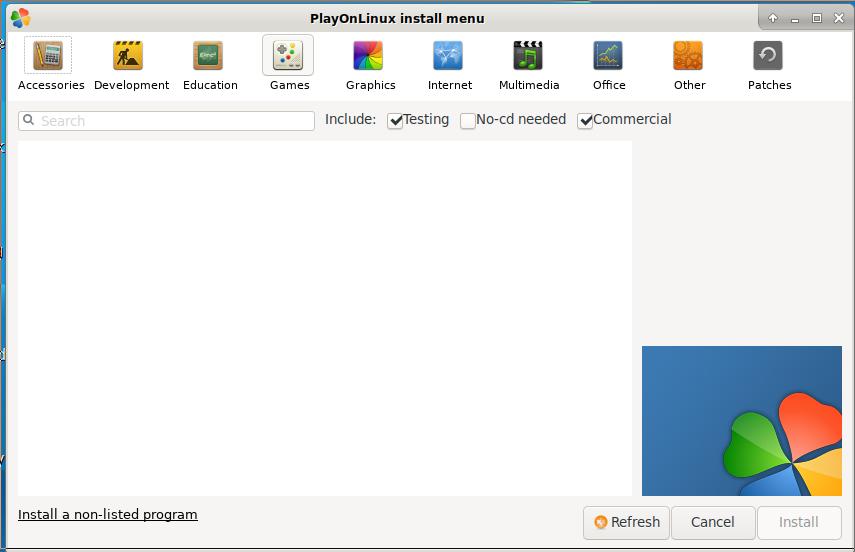 PlayOnLinux install menu
Accessories Development Education Games Graphics Internet Multimedia Office Other Patches
Search Include: Testing No-cd needed Commercial
Install a non-listed program Refresh Cancel Install